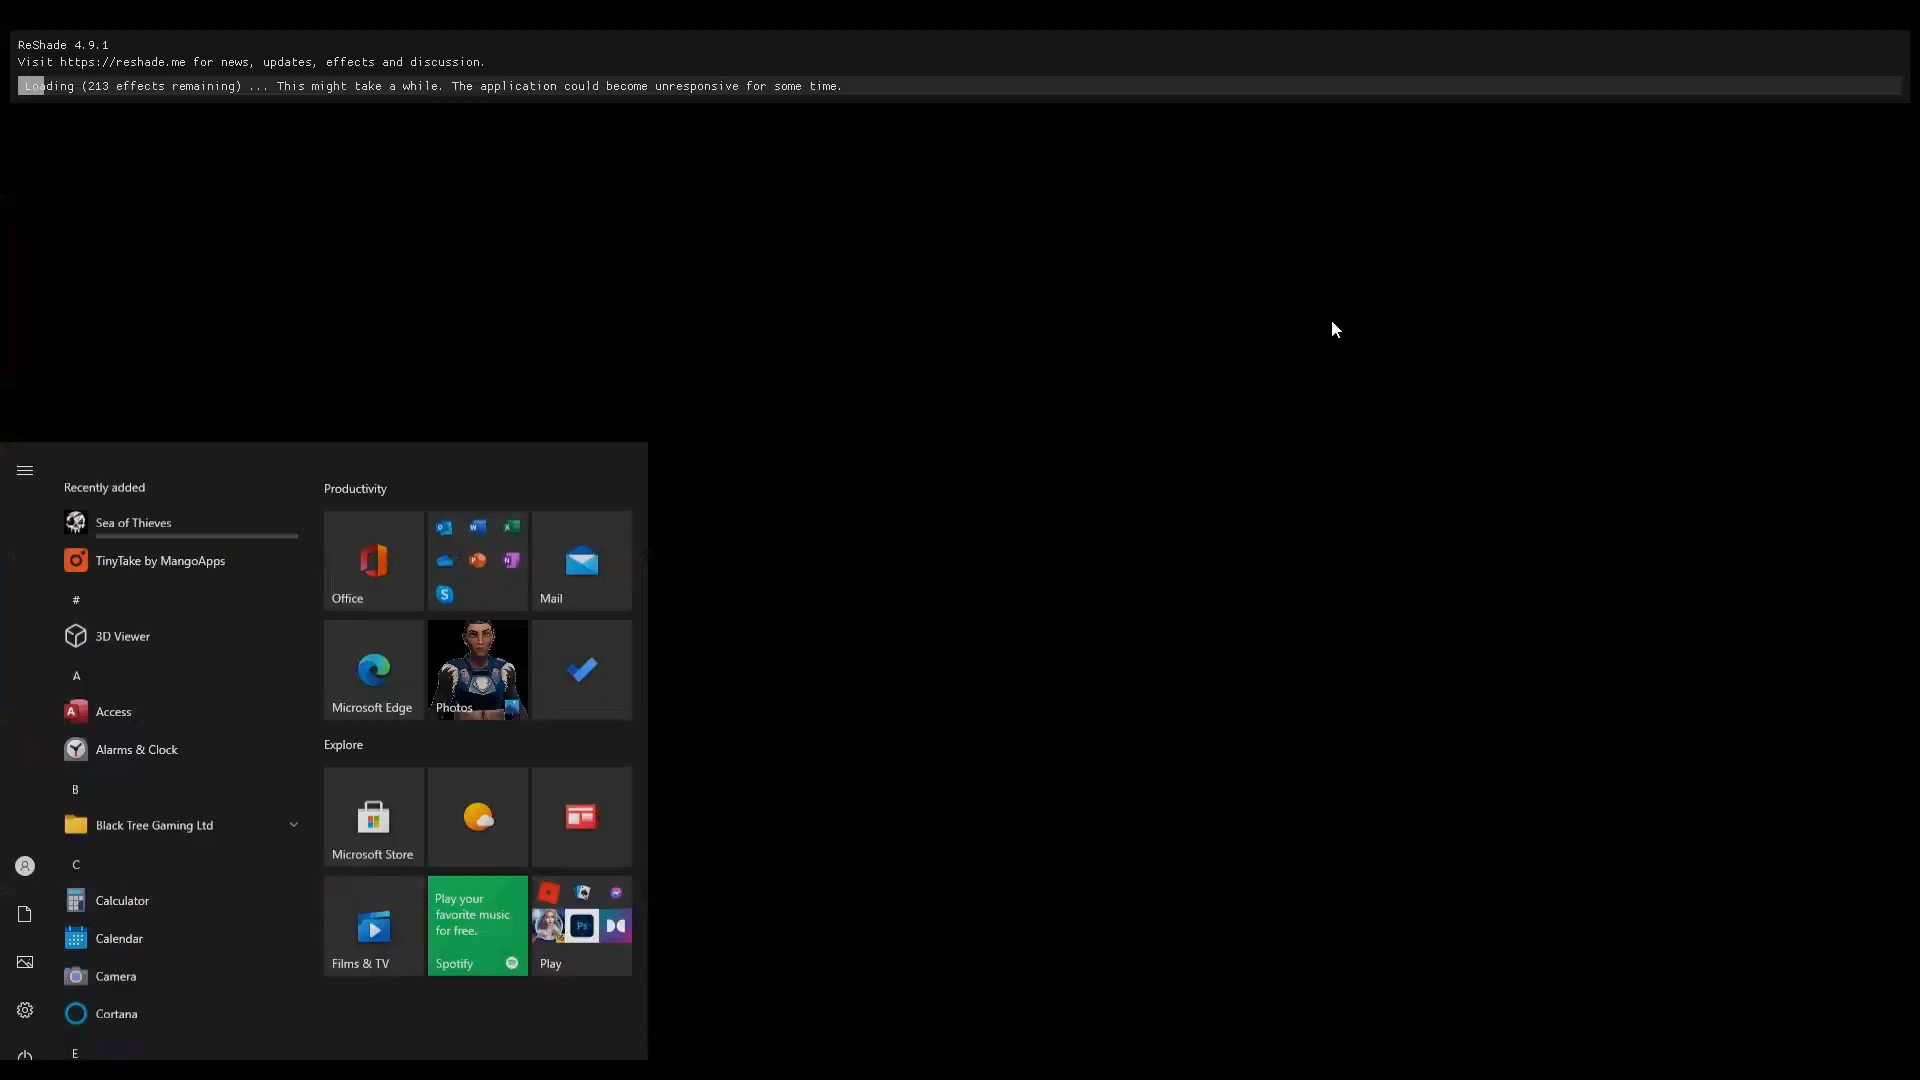 ReShade 4.9.1
Visit https://reshade.me for news, updates, effects and discussion.
Loading (213 effects remaining) ... This might take a while. The application could become unresponsive for some time.
Recently added
Sea of Thieves
TinyTake by MangoApps
#
3D Viewer
A
Access
Alarms & Clock
B
Black Tree Gaming Ltd
C
Calculator
Calendar
Camera
Cortana
E
Productivity
Office
Mail
Microsoft Edge
Photos
Explore
Microsoft Store
Films & TV
Play your
favorite music
for free.
Spotify
Ps
Play